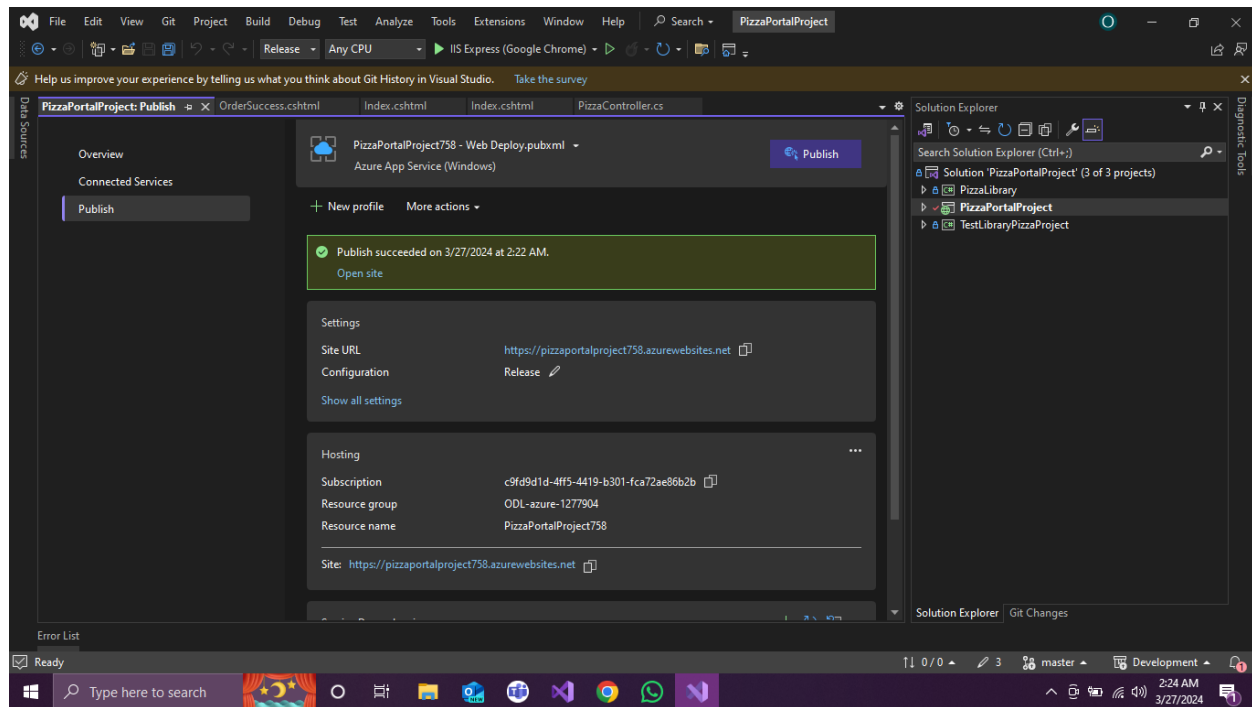 File Edit View Git Project Build Debug Test Analyze Tools Extensions Window Help Search PizzaPortalProject O
Release Any CPU IIS Express (Google Chrome)
Help us improve your experience by telling us what you think about Git History in Visual Studio. Take the survey
Data Sources
PizzaPortalProject: Publish OrderSuccess.cshtml Index.cshtml Index.cshtml PizzaController.cs
Overview
Connected Services
Publish
PizzaPortalProject758 - Web Deploy.pubxml
Azure App Service (Windows)
Publish
New profile More actions
Publish succeeded on 3/27/2024 at 2:22 AM.
Open site
Settings
Site URL https://pizzaportalproject758.azurewebsites.net
Configuration Release
Show all settings
Hosting
Subscription c9fd9d1d-4ff5-4419-b301-fca72ae86b2b
Resource group ODL-azure-1277904
Resource name PizzaPortalProject758
Site: https://pizzaportalproject758.azurewebsites.net
Solution Explorer
Search Solution Explorer (Ctrl+;)
Solution 'PizzaPortalProject' (3 of 3 projects)
C# PizzaLibrary
PizzaPortalProject
C# TestLibraryPizzaProject
Solution Explorer Git Changes
Diagnostic Tools
Error List
Ready 0 / 0 3 master Development 1
Type here to search 2:24 AM
3/27/2024 1